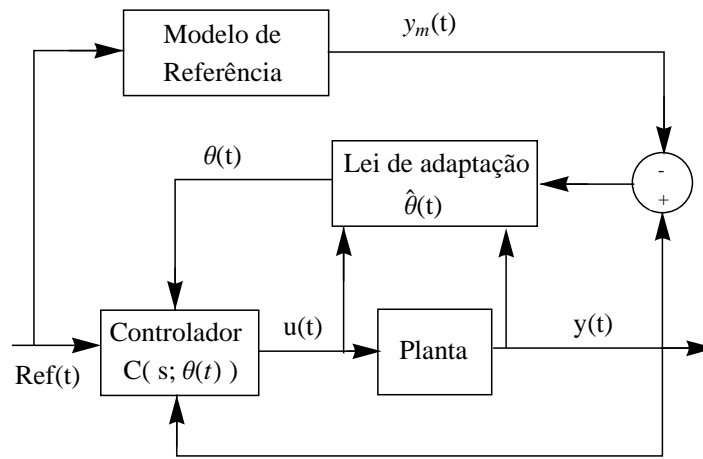 Modelo de
Referência
y_m(t)
-
+
θ(t)
Lei de adaptação
θ̂(t)
Ref(t)
Controlador
C( s; θ(t) )
u(t)
Planta
y(t)